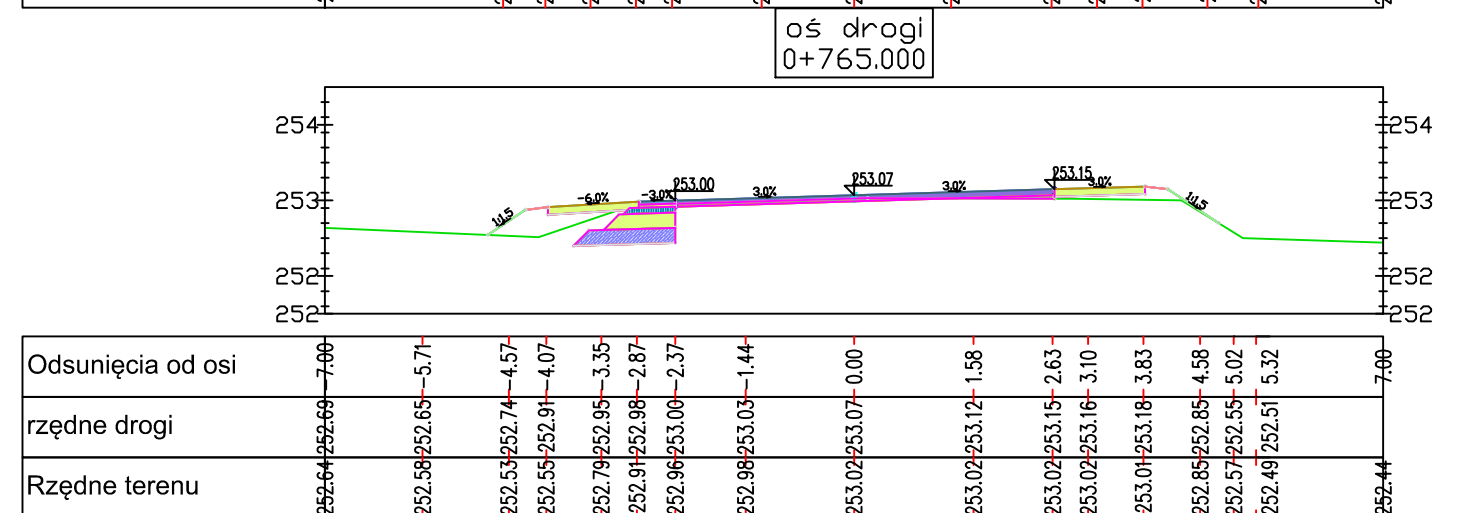 oś drogi
0+765.000
254 254
253.00 253.07 253.15
1:1.5 -6.0% -3.0% 3.0% 3.0% 3.0% 1:1.5
253 253
252 252
252 252
Odsunięcia od osi -7.00 -5.71 -4.57 -4.07 -3.35 -2.87 -2.37 -1.44 0.00 1.58 2.63 3.10 3.83 4.58 5.02 5.32 7.00
rzędne drogi 252.69 252.65 252.74 252.91 252.95 252.98 253.00 253.03 253.07 253.12 253.15 253.16 253.18 252.85 252.55 252.51
Rzędne terenu 252.64 252.58 252.53 252.55 252.79 252.91 252.96 252.98 253.02 253.02 253.02 253.02 253.01 252.85 252.57 252.49 252.44